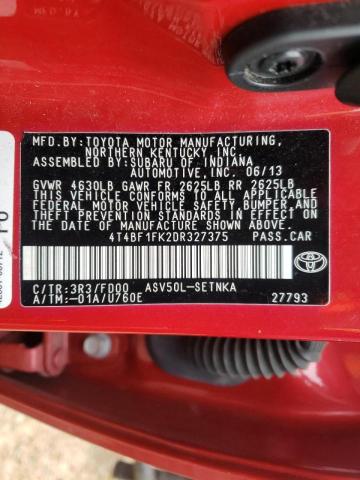 MFD. BY: TOYOTA MOTOR MANUFACTURING,
NORTHERN KENTUCKY, INC.
ASSEMBLED BY: SUBARU OF INDIANA
AUTOMOTIVE, INC. 06/13
GVWR 4630LB GAWR FR 2625LB RR 2625LB
THIS VEHICLE CONFORMS TO ALL APPLICABLE
FEDERAL MOTOR VEHICLE SAFETY, BUMPER, AND
THEFT PREVENTION STANDARDS IN EFFECT ON
THE DATE OF MANUFACTURE SHOWN ABOVE.
4T4BF1FK2DR327375 PASS.CAR
C/TR: 3R3/FD00 ASV50L-SETNKA
A/TM:-01A/U760E
27793